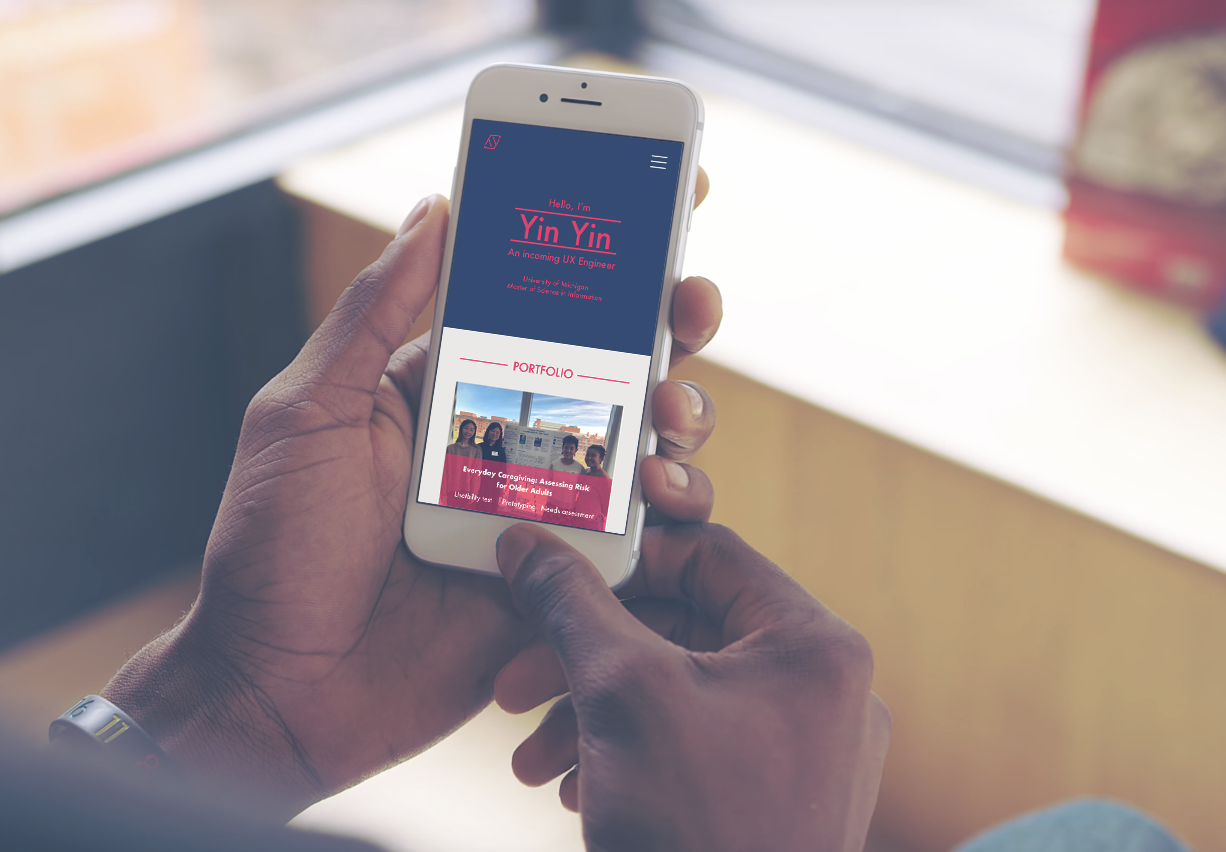 Hello, I'm
Yin Yin
An incoming UX Engineer
University of Michigan
Master of Science in Information
PORTFOLIO
Everyday Caregiving: Assessing Risk
for Older Adults
Usability test Prototyping Needs assessment
11